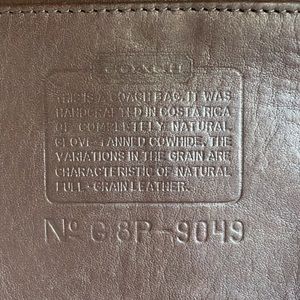 COACH
THIS IS A COACH BAG. IT WAS
HANDCRAFTED IN COSTA RICA
OF COMPLETELY NATURAL
GLOVE TANNED COWHIDE. THE
VARIATIONS IN THE GRAIN ARE
CHARACTERISTIC OF NATURAL
FULL-GRAIN LEATHER.
No G8P-9049